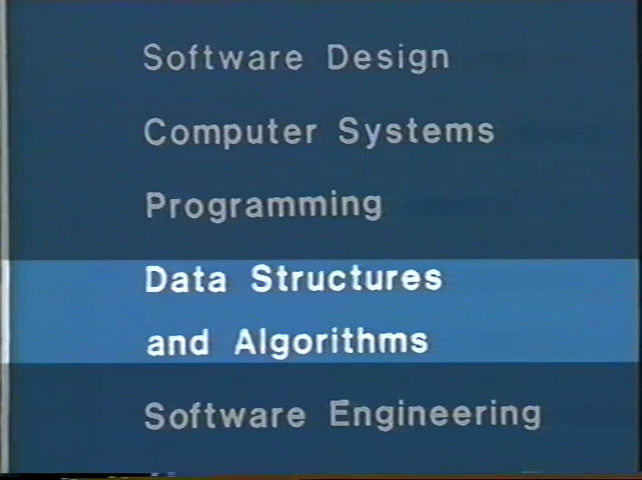 Software Design
Computer Systems
Programming
Data Structures
and Algorithms
Software Engineering